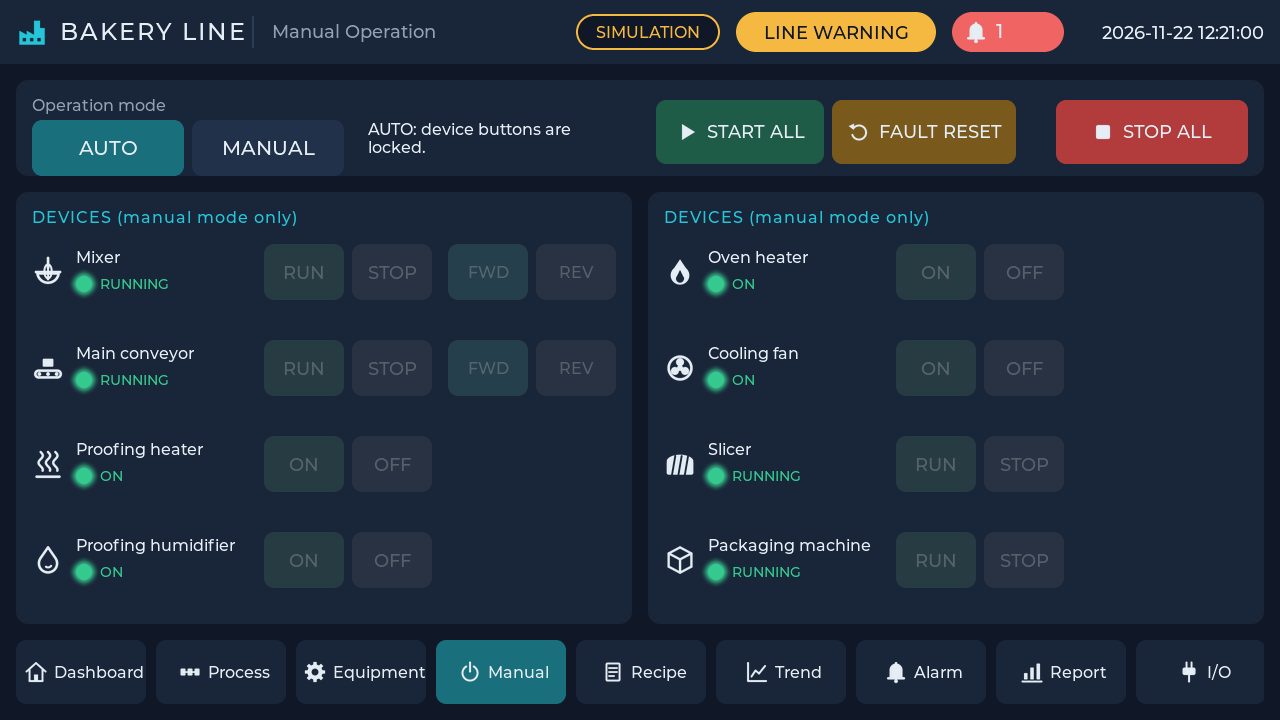 BAKERY LINE
Manual Operation
SIMULATION
LINE WARNING
1
2026-11-22 12:21:00
Operation mode
AUTO
MANUAL
AUTO: device buttons are
locked.
START ALL
FAULT RESET
STOP ALL
DEVICES (manual mode only)
Mixer
RUNNING
RUN
STOP
FWD
REV
Main conveyor
RUNNING
RUN
STOP
FWD
REV
Proofing heater
ON
ON
OFF
Proofing humidifier
ON
ON
OFF
DEVICES (manual mode only)
Oven heater
ON
ON
OFF
Cooling fan
ON
ON
OFF
Slicer
RUNNING
RUN
STOP
Packaging machine
RUNNING
RUN
STOP
Dashboard
Process
Equipment
Manual
Recipe
Trend
Alarm
Report
I/O